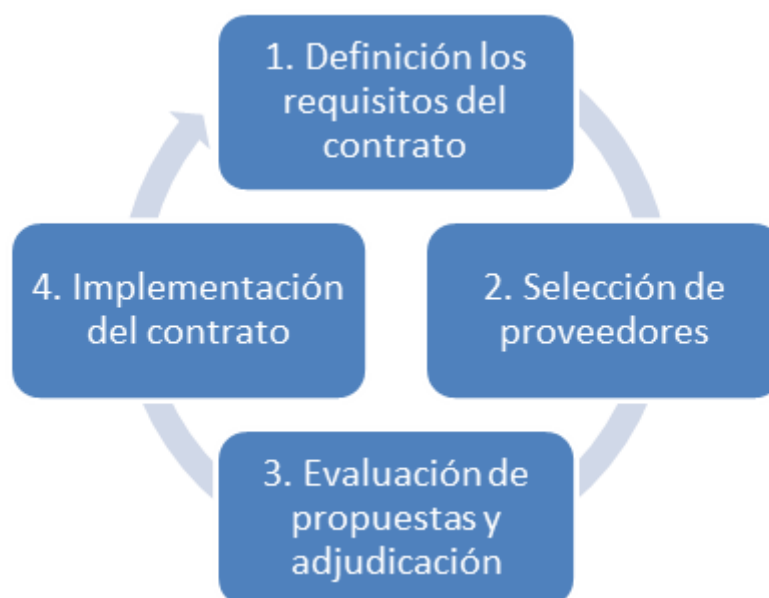 1. Definición los
requisitos del
contrato
2. Selección de
proveedores
3. Evaluación de
propuestas y
adjudicación
4. Implementación
del contrato